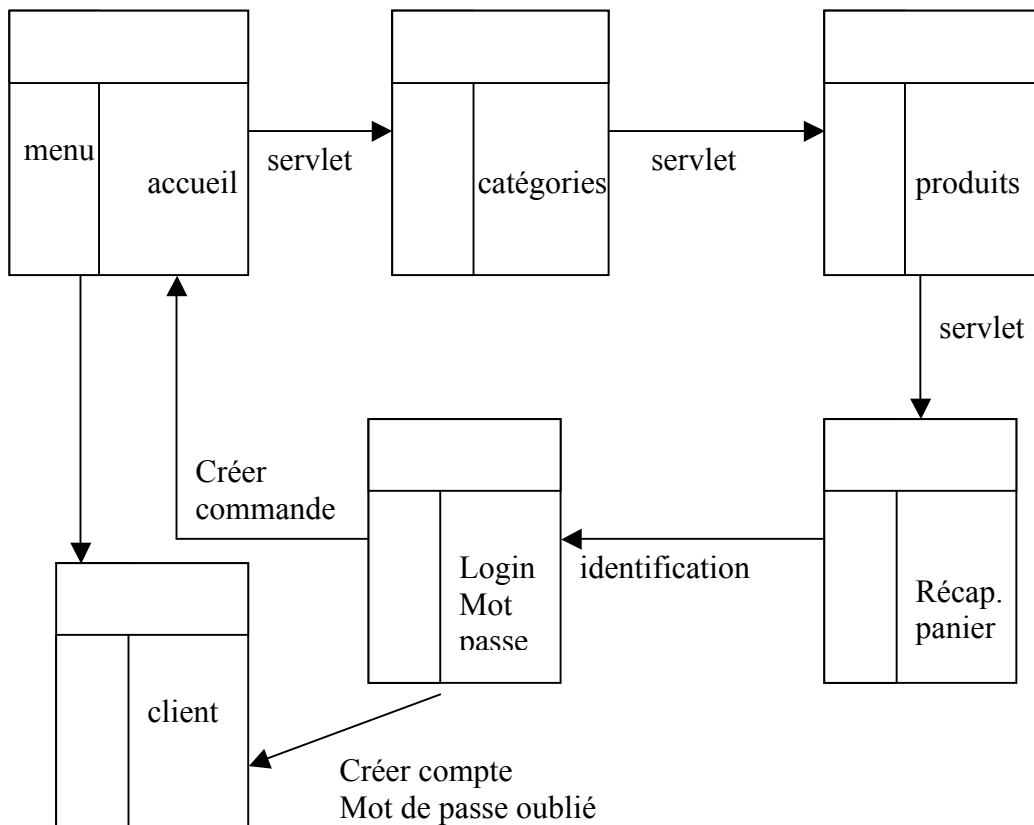 menu
accueil
servlet
catégories
servlet
produits
servlet
Créer
commande
Login
Mot
passe
identification
Récap.
panier
client
Créer compte
Mot de passe oublié